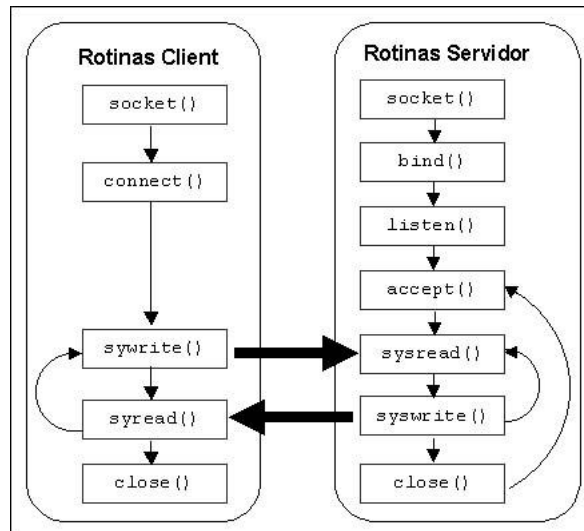 Rotinas Client
socket()
connect()
sywrite()
syread()
close()
Rotinas Servidor
socket()
bind()
listen()
accept()
sysread()
syswrite()
close()